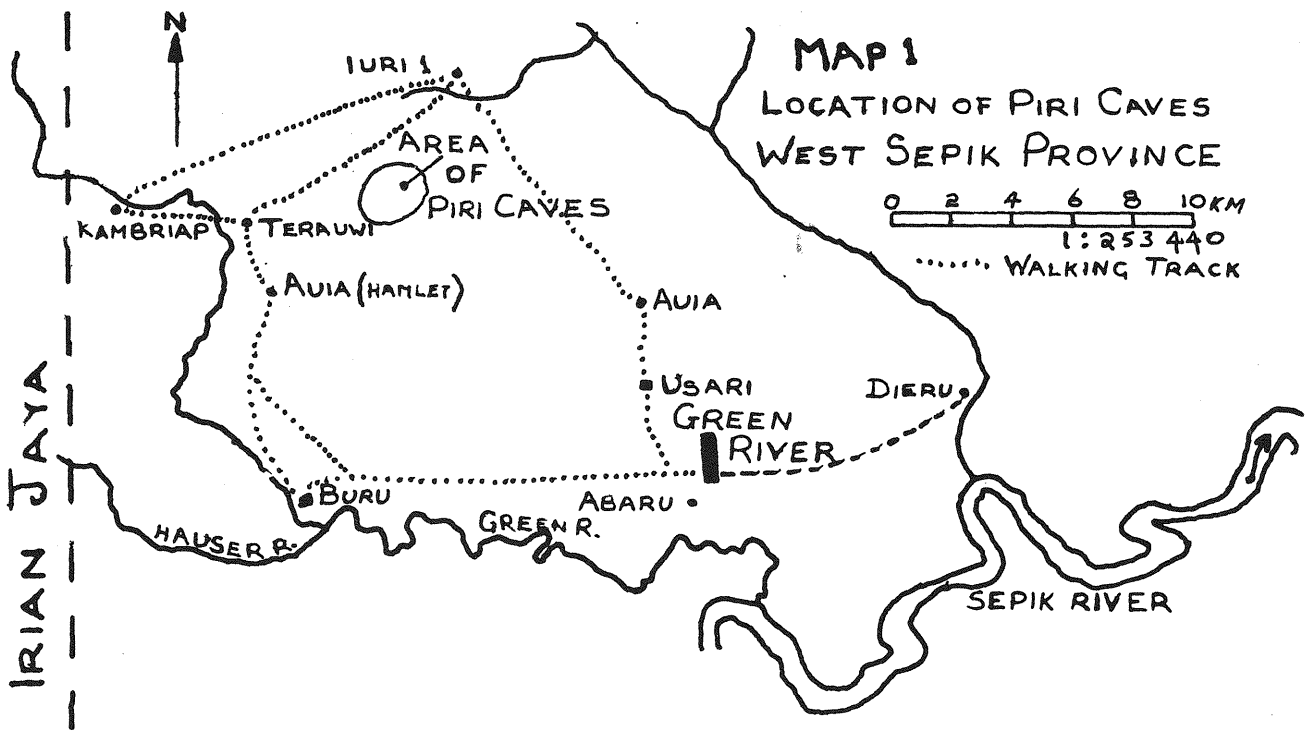 N
MAP 1
LOCATION OF PIRI CAVES
WEST SEPIK PROVINCE
0 2 4 6 8 10 KM
1:253 440
WALKING TRACK
IURI 1
AREA
OF
PIRI CAVES
KAMBRIAP
TERAUWI
AUIA (HAMLET)
AUIA
USARI
DIERU
GREEN
RIVER
BURU
ABARU
HAUSER R.
GREEN R.
SEPIK RIVER
IRIAN JAYA